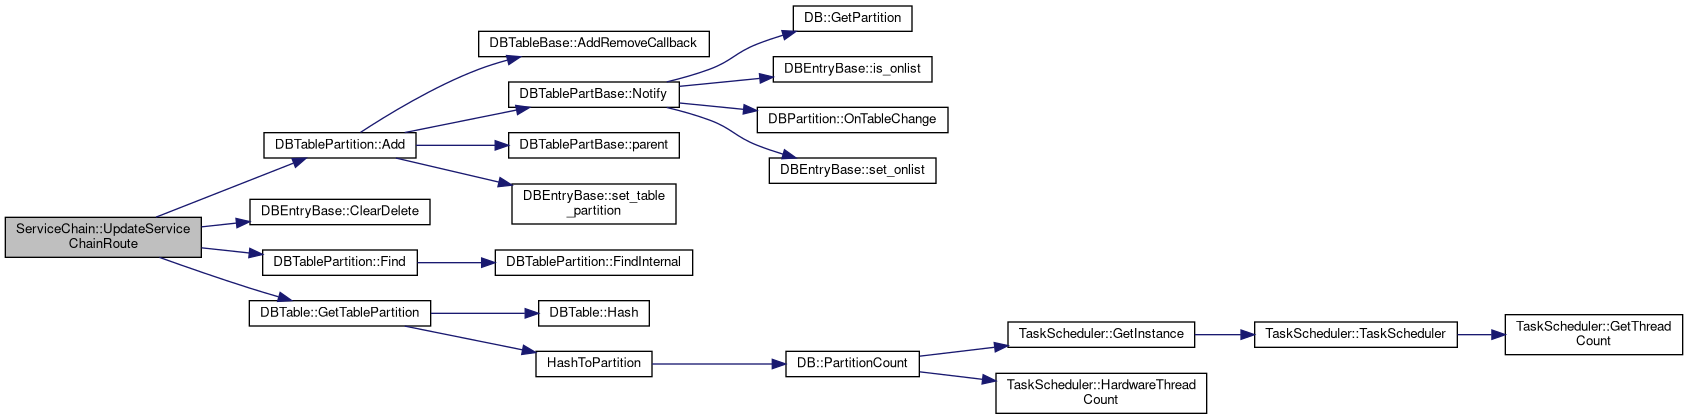 DB::GetPartition
DBTableBase::AddRemoveCallback
DBEntryBase::is_onlist
DBTablePartBase::Notify
DBPartition::OnTableChange
DBTablePartition::Add
DBTablePartBase::parent
DBEntryBase::set_onlist
DBEntryBase::set_table
_partition
DBEntryBase::ClearDelete
ServiceChain::UpdateService
ChainRoute
DBTablePartition::Find
DBTablePartition::FindInternal
DBTable::GetTablePartition
DBTable::Hash
TaskScheduler::GetInstance
TaskScheduler::TaskScheduler
TaskScheduler::GetThread
Count
HashToPartition
DB::PartitionCount
TaskScheduler::HardwareThread
Count